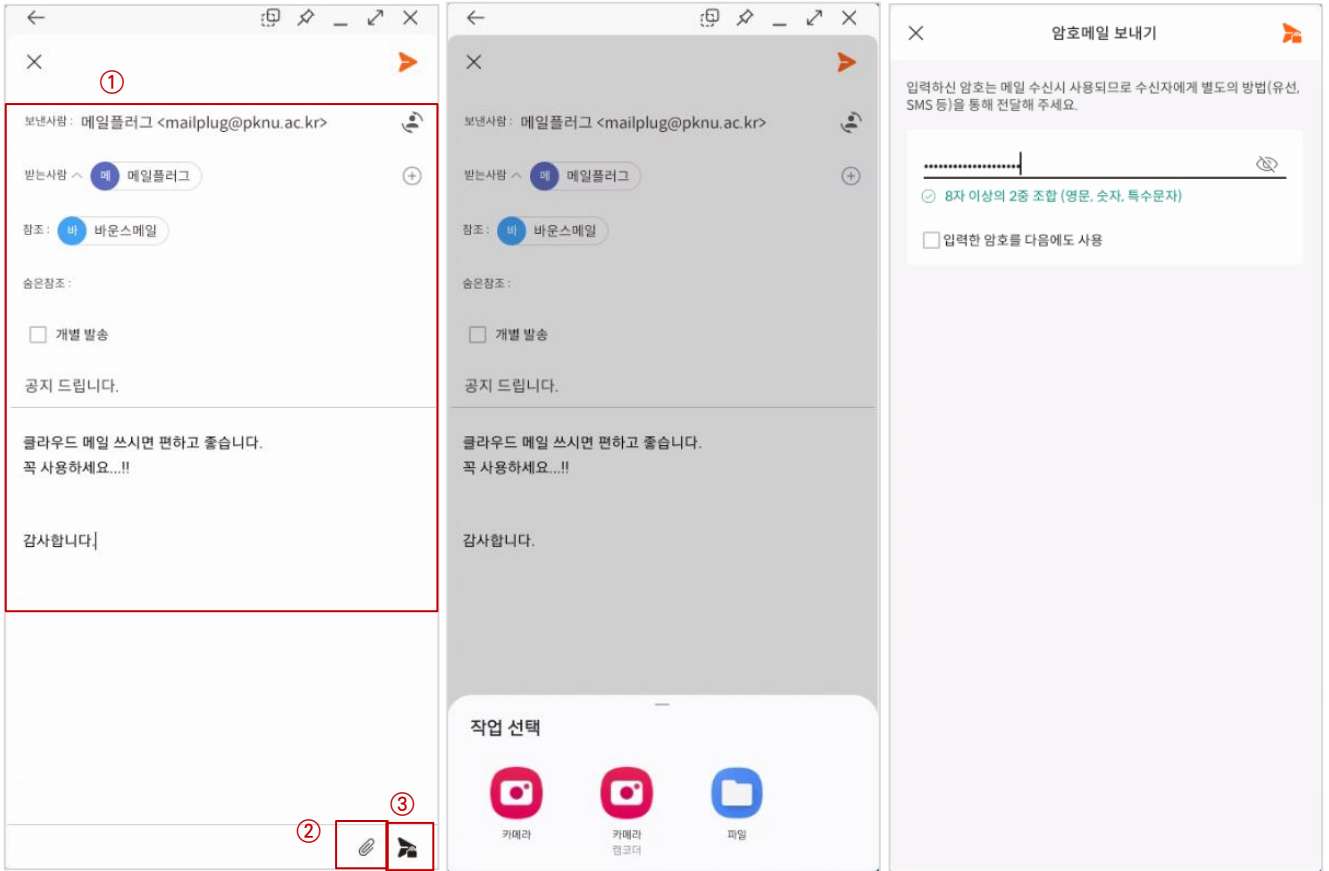 ①
보낸사람 : 메일플러그 <mailplug@pknu.ac.kr>
받는사람 메 메일플러그
참조 : 바 바운스메일
숨은참조 :
개별 발송
공지 드립니다.
클라우드 메일 쓰시면 편하고 좋습니다.
꼭 사용하세요...!!
감사합니다.
②
③
보낸사람 : 메일플러그 <mailplug@pknu.ac.kr>
받는사람 메 메일플러그
참조 : 바 바운스메일
숨은참조 :
개별 발송
공지 드립니다.
클라우드 메일 쓰시면 편하고 좋습니다.
꼭 사용하세요...!!
감사합니다.
작업 선택
카메라
카메라
캠코더
파일
암호메일 보내기
입력하신 암호는 메일 수신시 사용되므로 수신자에게 별도의 방법(유선,
SMS 등)을 통해 전달해 주세요.
8자 이상의 2중 조합 (영문, 숫자, 특수문자)
입력한 암호를 다음에도 사용